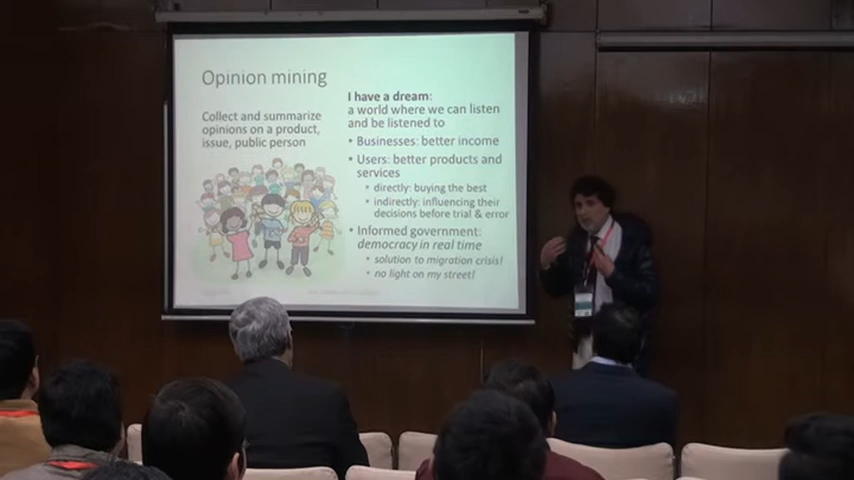 Opinion mining
Collect and summarize
opinions on a product,
issue, public person
I have a dream:
a world where we can listen
and be listened to
• Businesses: better income
• Users: better products and
services
• directly: buying the best
• indirectly: influencing their
decisions before trial & error
• Informed government:
democracy in real time
• solution to migration crisis!
• no light on my street!